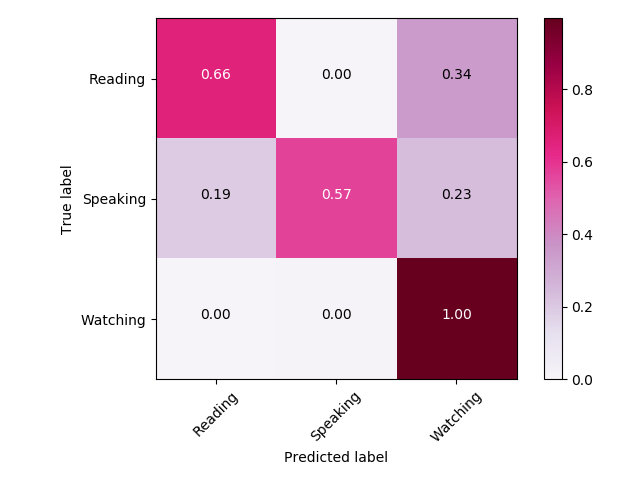 Reading 0.66 0.00 0.34
Speaking 0.19 0.57 0.23
Watching 0.00 0.00 1.00
Reading Speaking Watching
True label
Predicted label
0.8
0.6
0.4
0.2
0.0